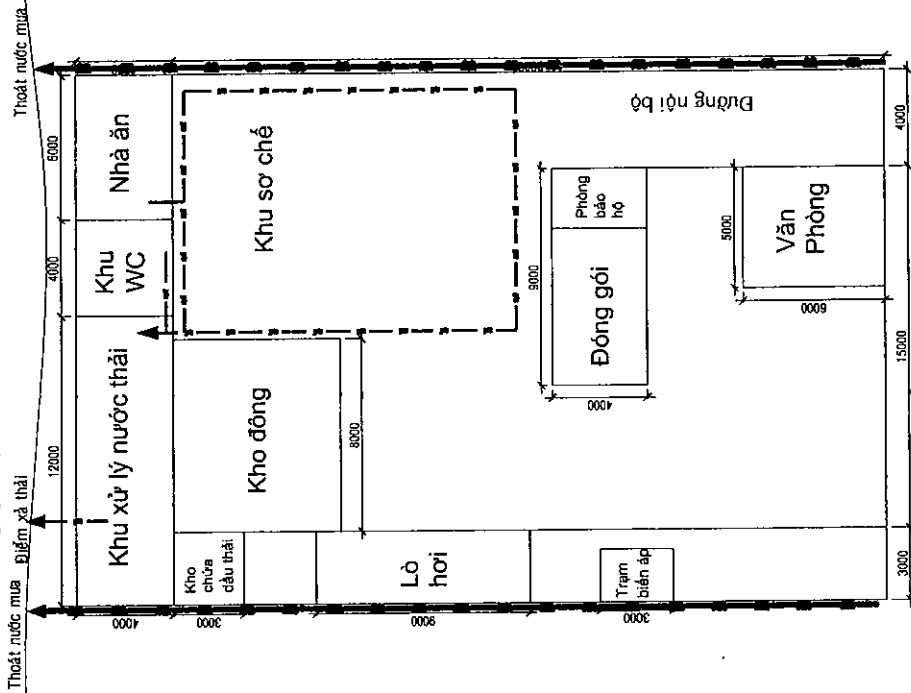 Thoát nước mưa
Điểm xả thải
Thoát nước mưa
12000
4000
6000
4000
Khu xử lý nước thải
Khu
WC
Nhà ăn
3000
Kho
chứa
dầu thải
Kho đông
8000
Khu sơ chế
9000
Lò
hơi
9000
4000
Đóng gói
Phòng
bảo
hộ
Đường nội bộ
3000
Trạm
biến áp
5000
6000
Văn
Phòng
3000
15000
4000